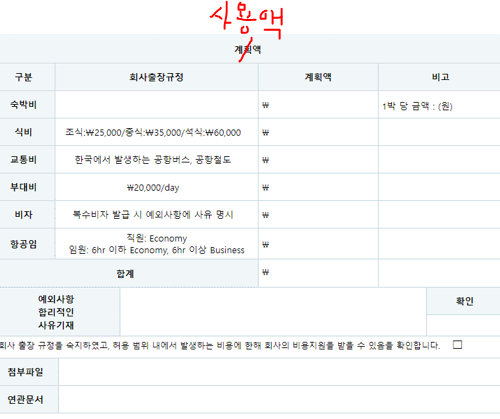 사용액
계획액
구분 회사출장규정 계획액 비고
숙박비 ₩ 1박 당 금액 : (원)
식비 조식:₩25,000/중식:₩35,000/석식:₩60,000 ₩
교통비 한국에서 발생하는 공항버스, 공항철도 ₩
부대비 ₩20,000/day ₩
비자 복수비자 발급 시 예외사항에 사유 명시 ₩
항공임 직원: Economy ₩
임원: 6hr 이하 Economy, 6hr 이상 Business
합계 ₩
예외사항 확인
합리적인
사유기재
회사 출장 규정을 숙지하였고, 허용 범위 내에서 발생하는 비용에 한해 회사의 비용지원을 받을 수 있음을 확인합니다. ☐
첨부파일
연관문서